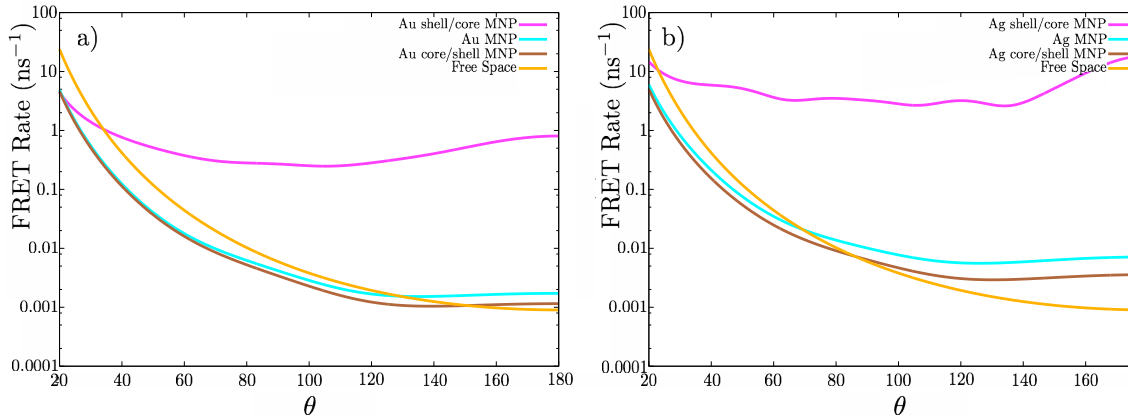 a)
FRET Rate (ns⁻¹)
100
10
1
0.1
0.01
0.001
0.0001
Au shell/core MNP
Au MNP
Au core/shell MNP
Free Space
20 40 60 80 100 120 140 160 180
θ
b)
FRET Rate (ns⁻¹)
100
10
1
0.1
0.01
0.001
0.0001
Ag shell/core MNP
Ag MNP
Ag core/shell MNP
Free Space
20 40 60 80 100 120 140 160
θ